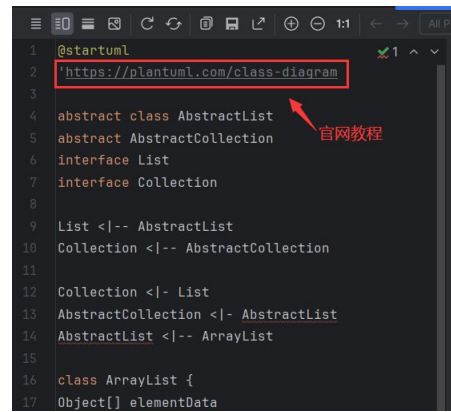 1:1 All P
1 @startuml 1
2 'https://plantuml.com/class-diagram
3
4 abstract class AbstractList
官网教程
5 abstract AbstractCollection
6 interface List
7 interface Collection
8
9 List <|-- AbstractList
10 Collection <|-- AbstractCollection
11
12 Collection <|- List
13 AbstractCollection <|- AbstractList
14 AbstractList <|-- ArrayList
15
16 class ArrayList {
17 Object[] elementData